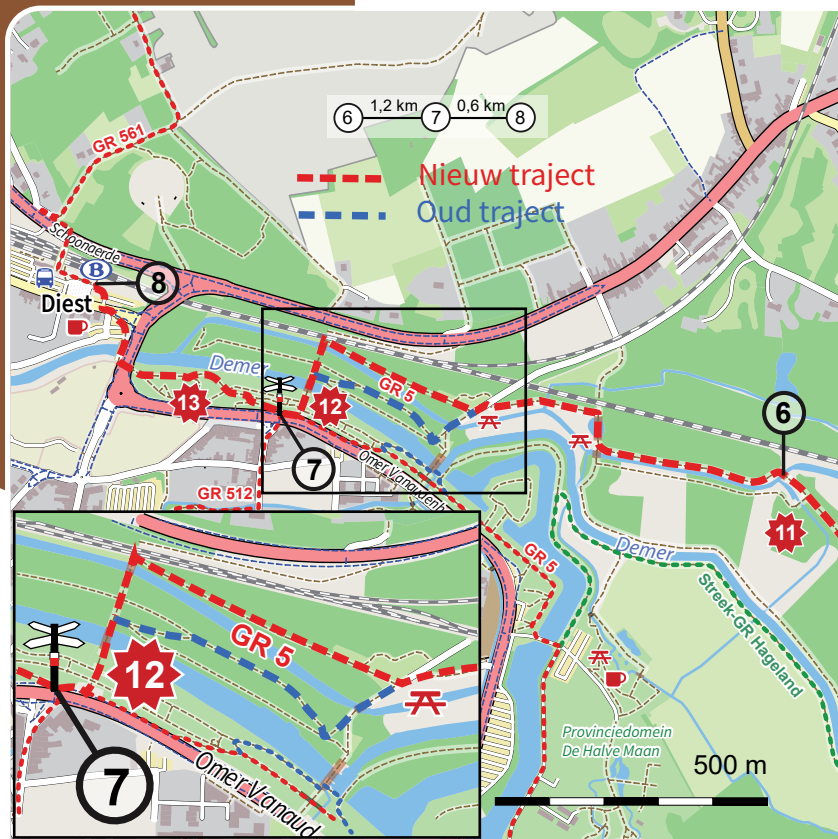 GR 561
1,2 km 0,6 km
6 7 8
Nieuw traject
Oud traject
Schoonaerde
B
8
Diest
Demer
GR 5
13
12
6
7
Omer Vanaudenh
GR 512
11
GR 5
Demer
Streek-GR Hageland
GR 5
12
7
Omer Vanaud
Provinciedomein
De Halve Maan
500 m